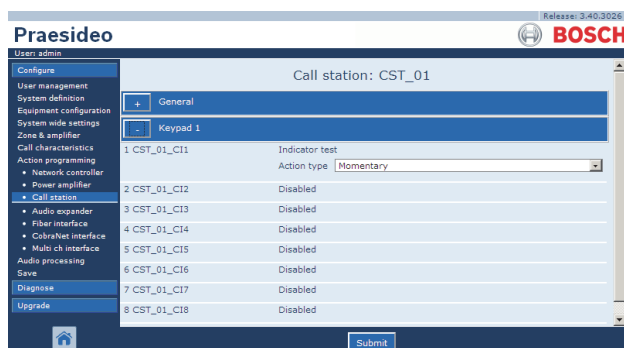 Release: 3.40.3026
Praesideo
BOSCH
User: admin
Configure
User management
System definition
Equipment configuration
System wide settings
Zone & amplifier
Call characteristics
Action programming
• Network controller
• Power amplifier
• Call station
• Audio expander
• Fiber interface
• CobraNet interface
• Multi ch interface
Audio processing
Save
Diagnose
Upgrade
Call station: CST_01
+ General
- Keypad 1
1 CST_01_CI1 Indicator test
Action type Momentary
2 CST_01_CI2 Disabled
3 CST_01_CI3 Disabled
4 CST_01_CI4 Disabled
5 CST_01_CI5 Disabled
6 CST_01_CI6 Disabled
7 CST_01_CI7 Disabled
8 CST_01_CI8 Disabled
Submit